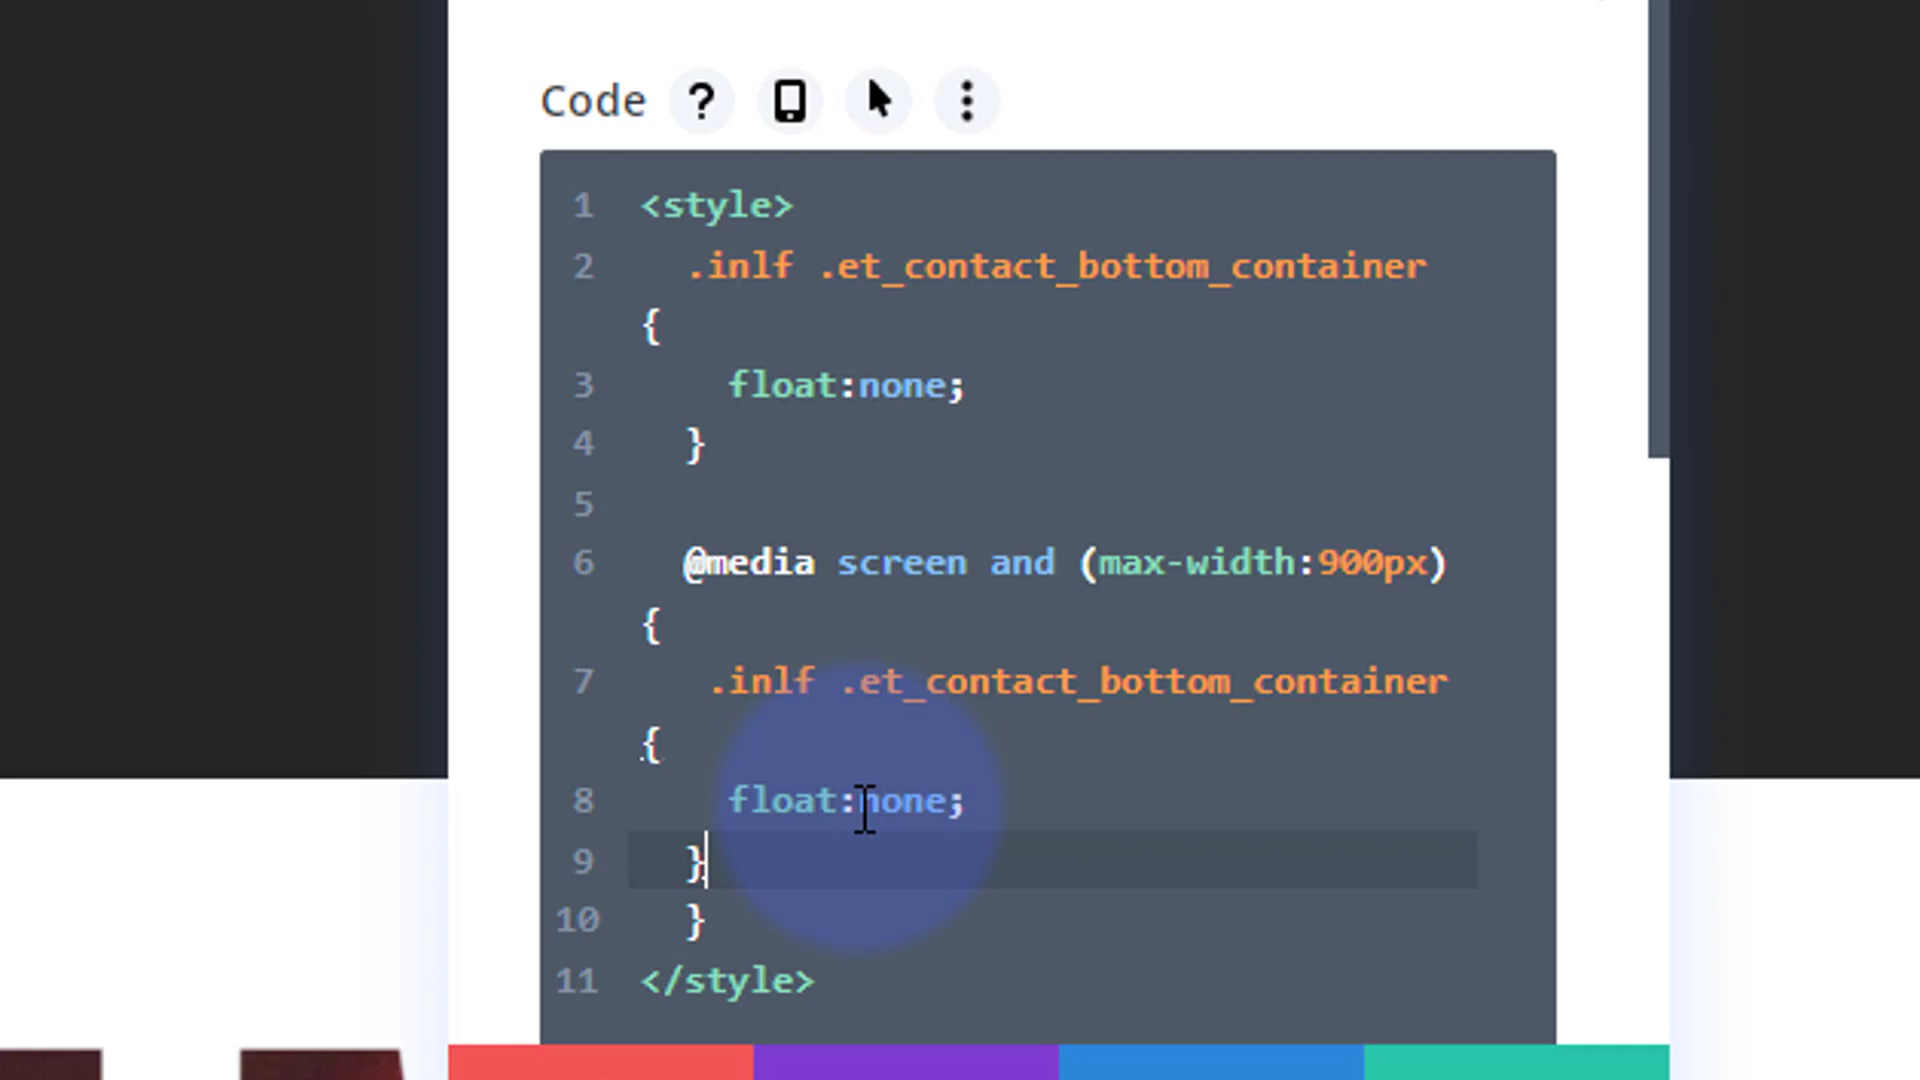 Code ?
1 <style>
2 .inlf .et_contact_bottom_container
{
3 float:none;
4 }
5
6 @media screen and (max-width:900px)
{
7 .inlf .et_contact_bottom_container
{
8 float:none;
9 }
10 }
11 </style>